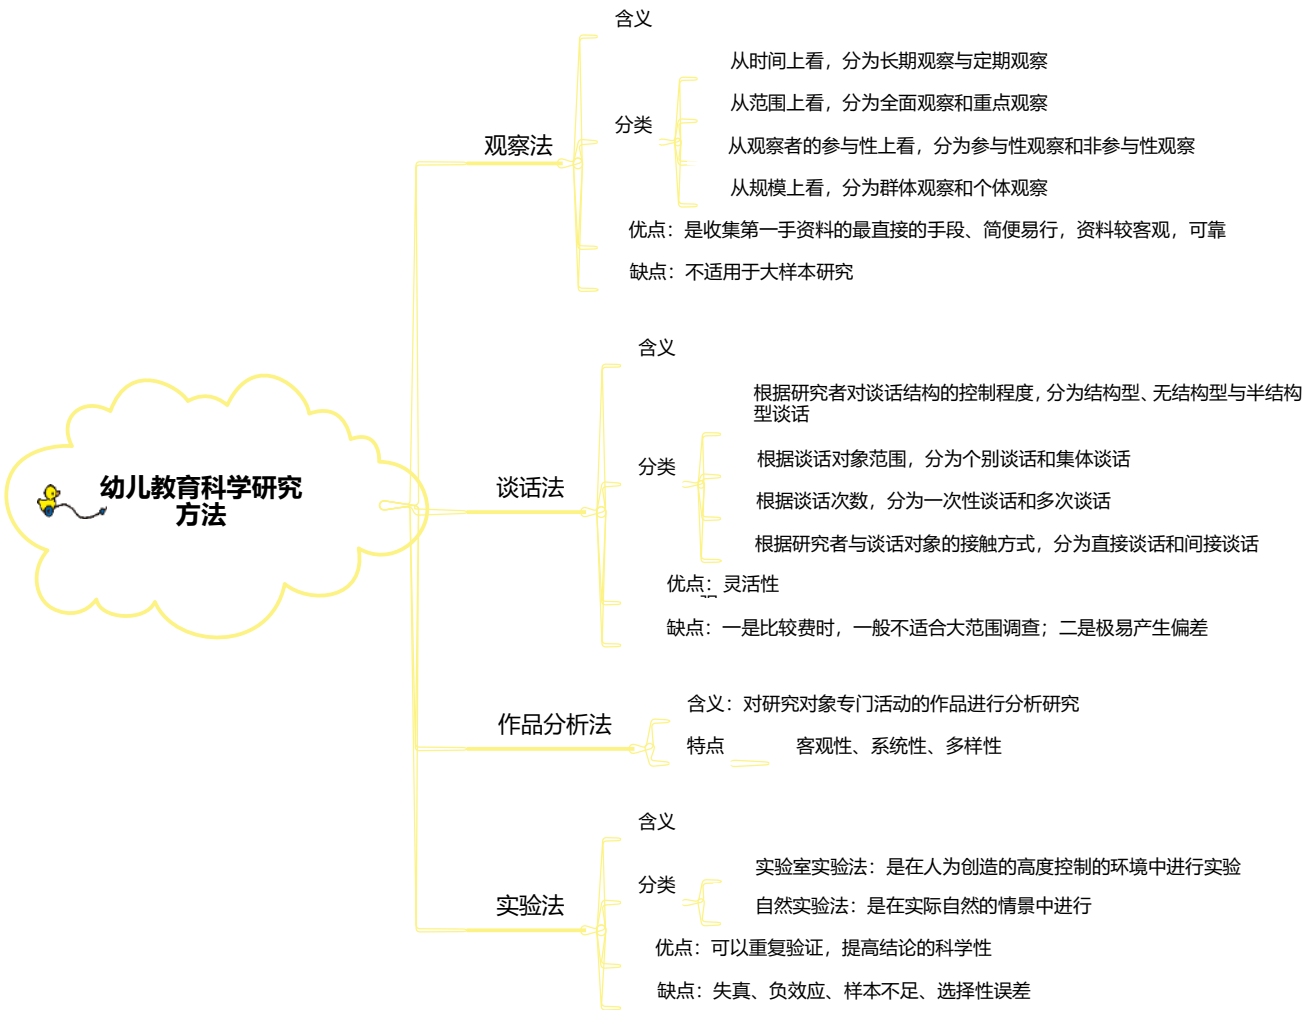 幼儿教育科学研究
方法
观察法
含义
分类
从时间上看，分为长期观察与定期观察
从范围上看，分为全面观察和重点观察
从观察者的参与性上看，分为参与性观察和非参与性观察
从规模上看，分为群体观察和个体观察
优点：是收集第一手资料的最直接的手段、简便易行，资料较客观，可靠
缺点：不适用于大样本研究
谈话法
含义
分类
根据研究者对谈话结构的控制程度，分为结构型、无结构型与半结构
型谈话
根据谈话对象范围，分为个别谈话和集体谈话
根据谈话次数，分为一次性谈话和多次谈话
根据研究者与谈话对象的接触方式，分为直接谈话和间接谈话
优点：灵活性
缺点：一是比较费时，一般不适合大范围调查；二是极易产生偏差
作品分析法
含义：对研究对象专门活动的作品进行分析研究
特点
客观性、系统性、多样性
实验法
含义
分类
实验室实验法：是在人为创造的高度控制的环境中进行实验
自然实验法：是在实际自然的情景中进行
优点：可以重复验证，提高结论的科学性
缺点：失真、负效应、样本不足、选择性误差